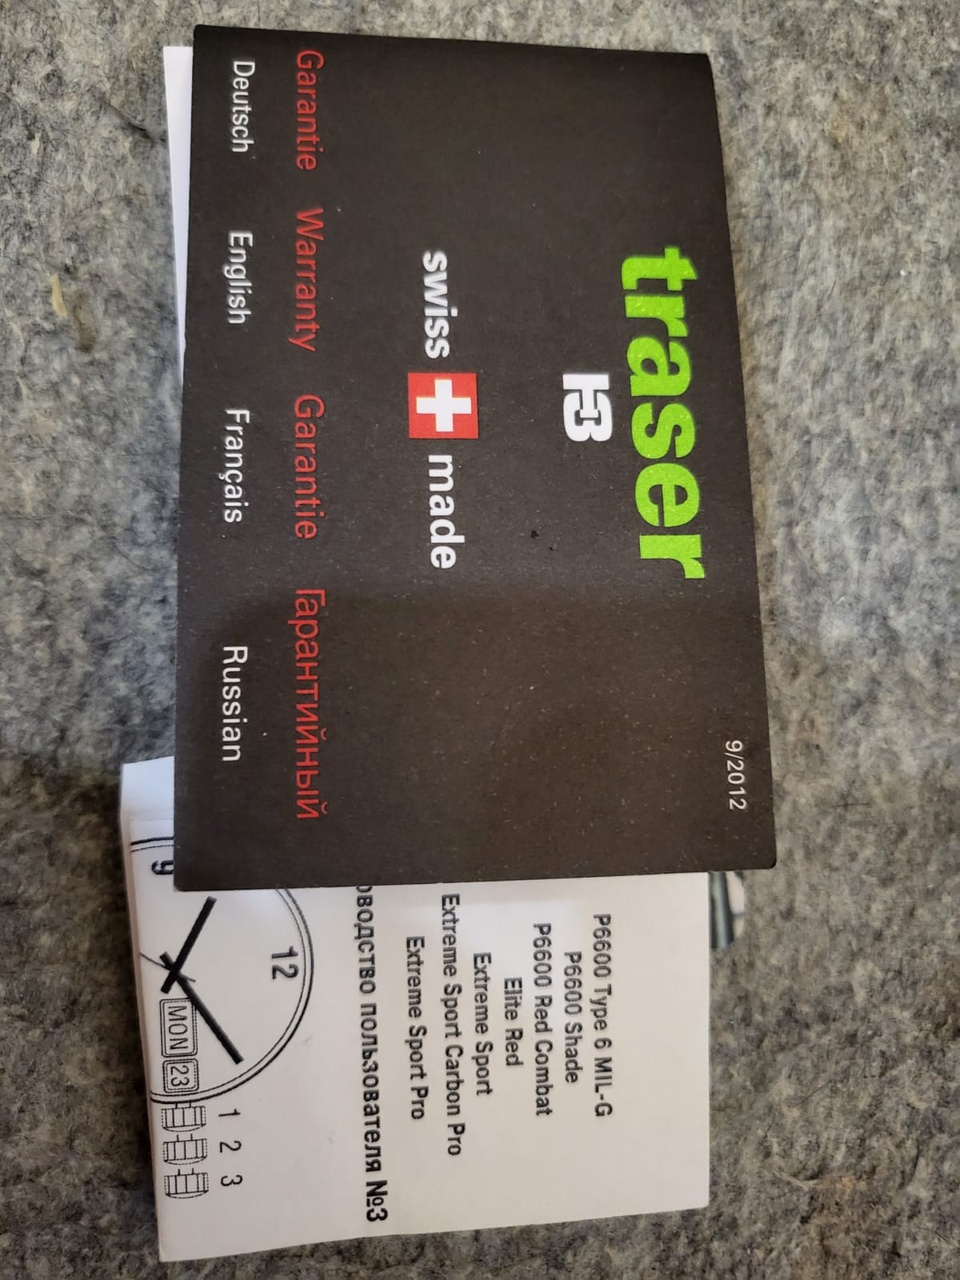 9/2012
traser
H3
swiss made
Garantie Warranty Garantie Гарантийный
Deutsch English Français Russian
P6600 Type 6 MIL-G
P6600 Shade
P6600 Red Combat
Elite Red
Extreme Sport
Extreme Sport Carbon Pro
Extreme Sport Pro
пользователя №3
12
1 2 3
9
MON 23